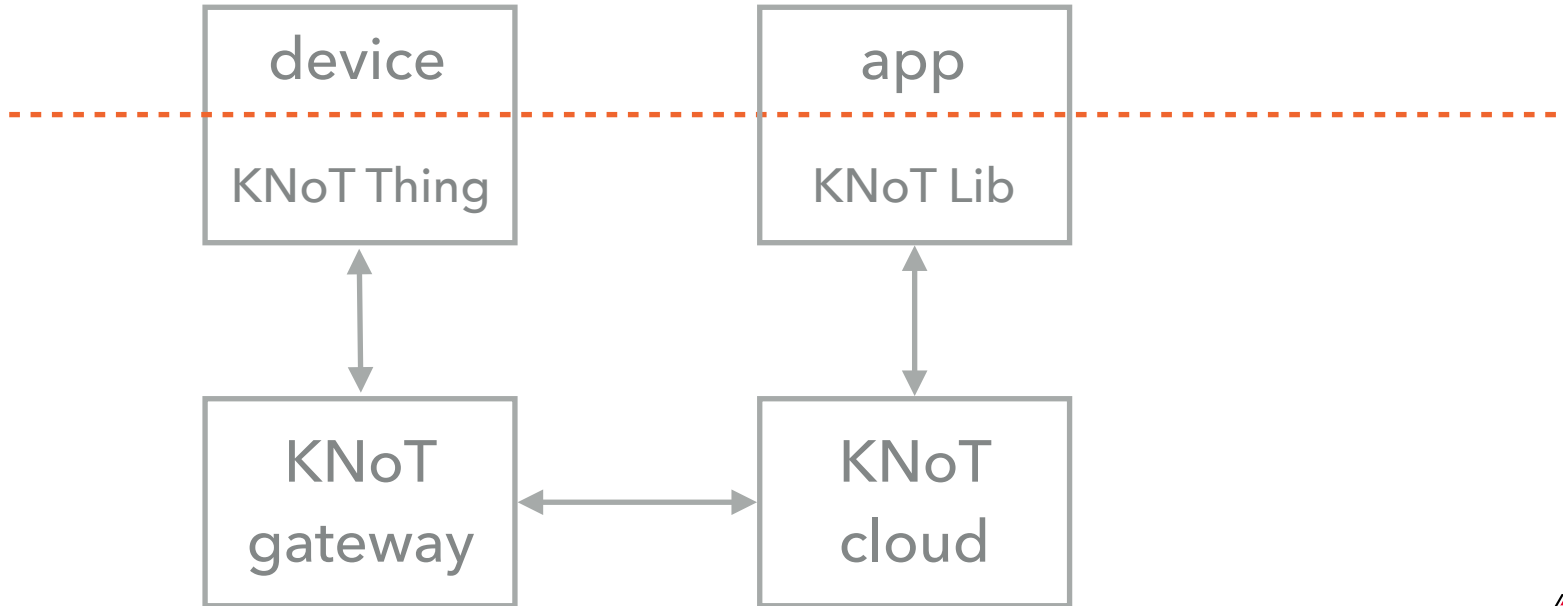 device
app
KNoT Thing
KNoT Lib
KNoT
gateway
KNoT
cloud